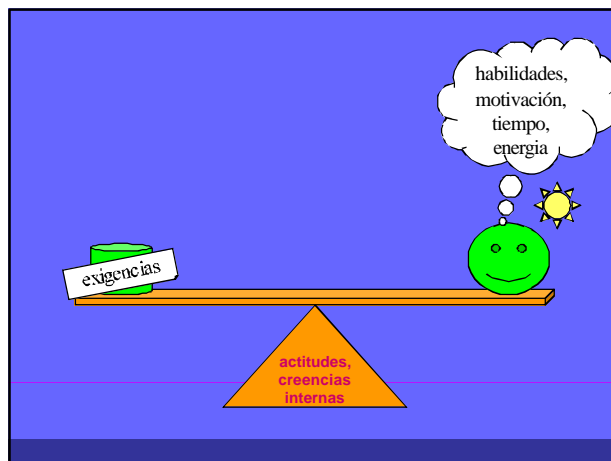 habilidades,
motivación,
tiempo,
energia
exigencias
actitudes,
creencias
internas